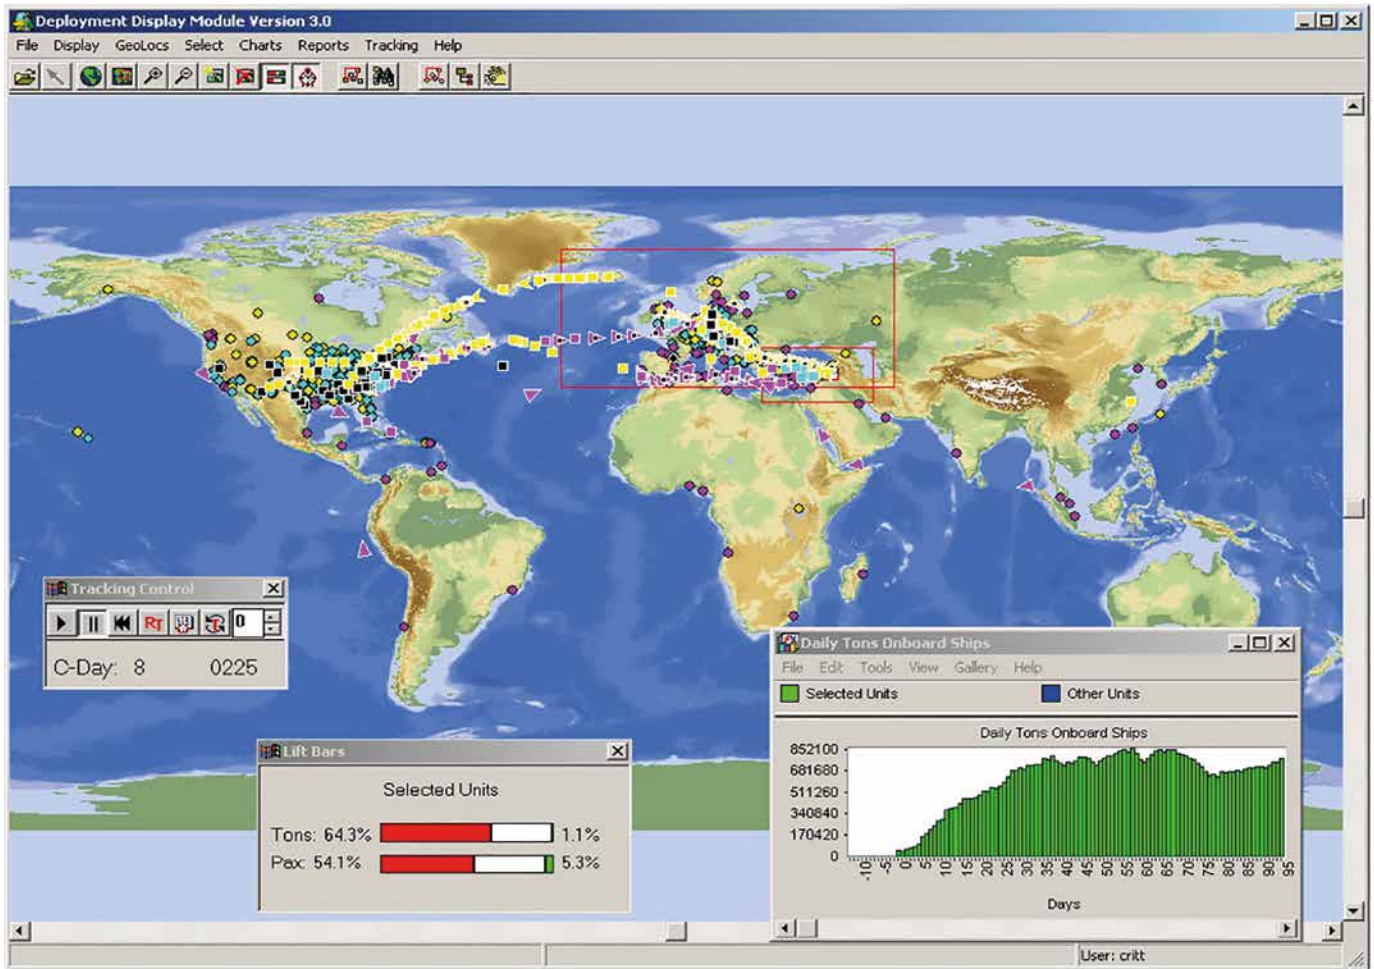 Deployment Display Module Version 3.0
File Display GeoLocs Select Charts Reports Tracking Help
Tracking Control
RT 0
C-Day: 8 0225
Lift Bars
Selected Units
Tons: 64.3% 1.1%
Pax: 54.1% 5.3%
Daily Tons Onboard Ships
File Edit Tools View Gallery Help
Selected Units Other Units
Daily Tons Onboard Ships
852100
681680
511260
340840
170420
0
-10 -5 0 5 10 15 20 25 30 35 40 45 50 55 60 65 70 75 80 85 90 95
Days
User: critt